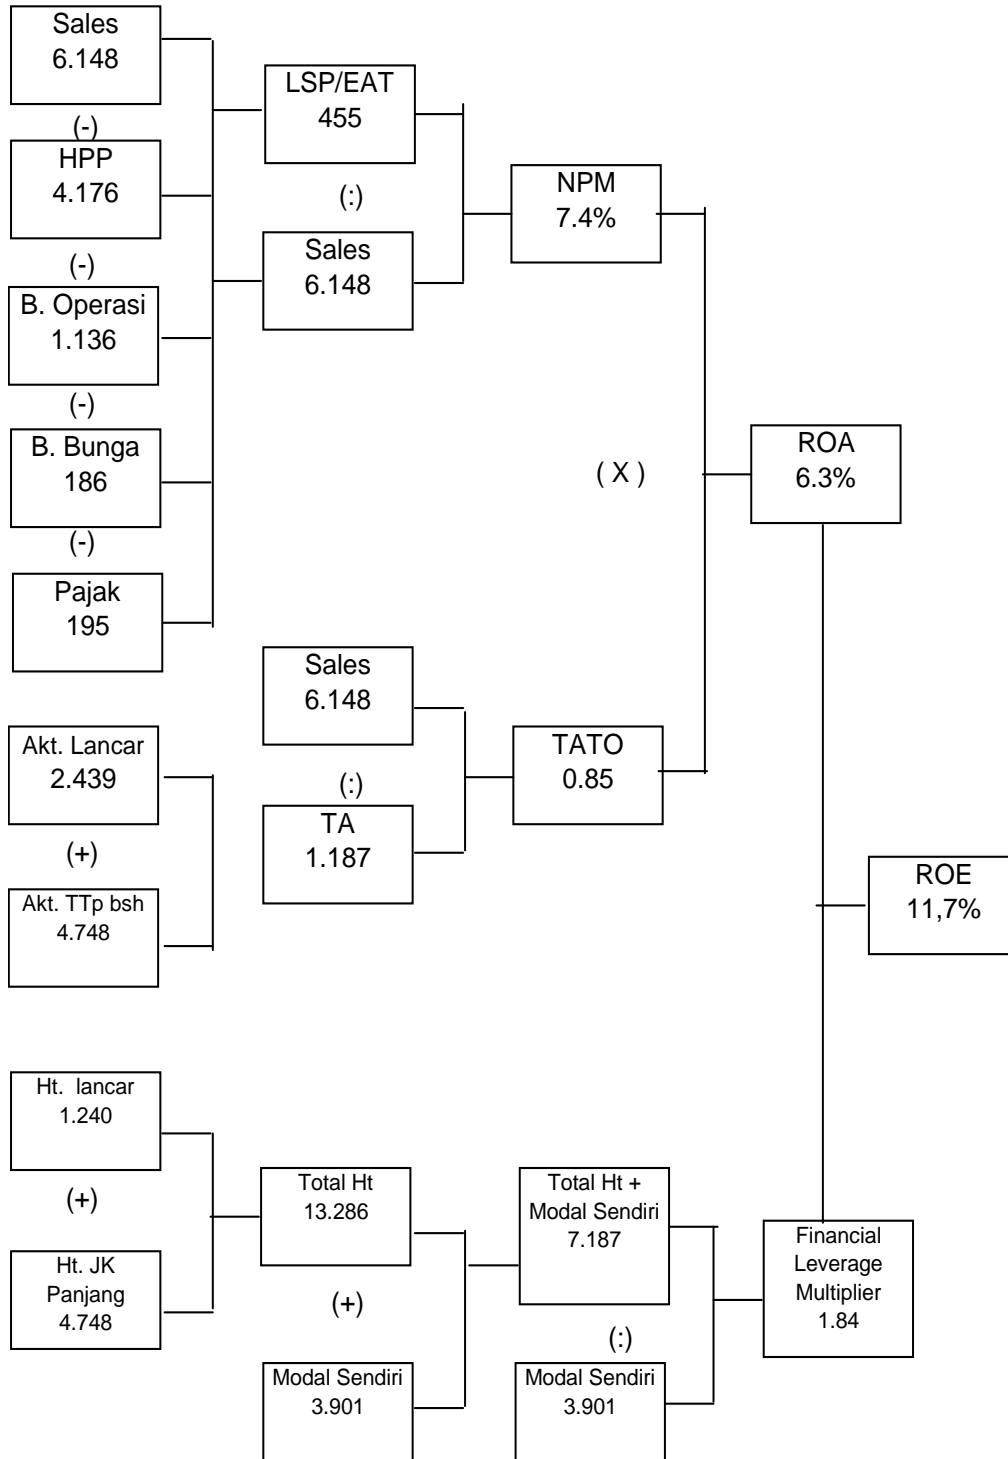 Sales
6.148
(-)
HPP
4.176
(-)
B. Operasi
1.136
(-)
B. Bunga
186
(-)
Pajak
195
LSP/EAT
455
(:)
Sales
6.148
NPM
7.4%
( X )
ROA
6.3%
Sales
6.148
(:)
TA
1.187
TATO
0.85
Akt. Lancar
2.439
(+)
Akt. TTp bsh
4.748
ROE
11,7%
Ht. lancar
1.240
(+)
Ht. JK
Panjang
4.748
Total Ht
13.286
(+)
Modal Sendiri
3.901
Total Ht +
Modal Sendiri
7.187
(:)
Modal Sendiri
3.901
Financial
Leverage
Multiplier
1.84